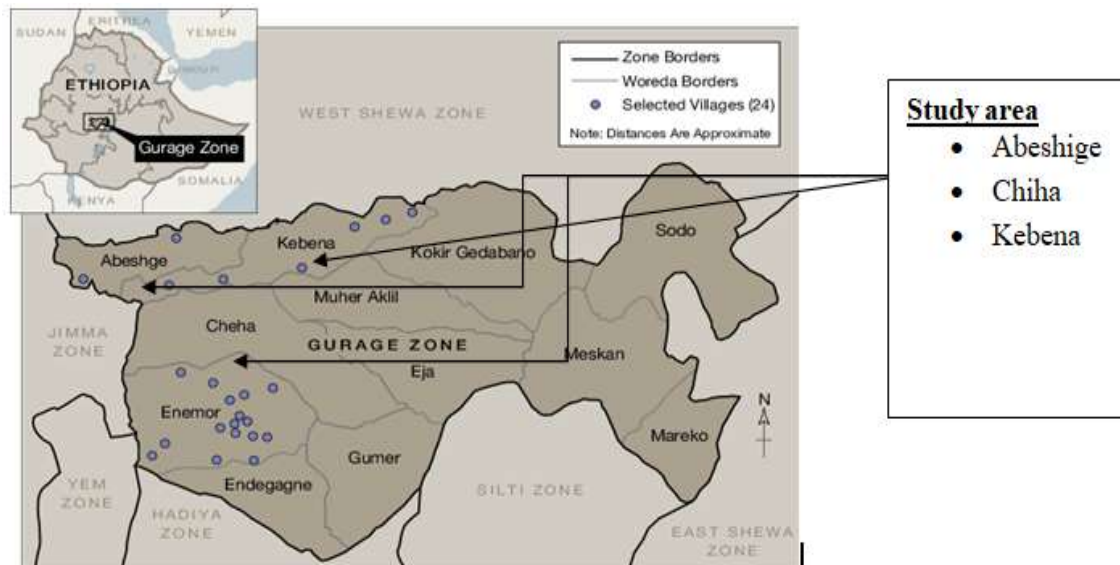 SUDAN
ERITREA
YEMEN
ETHIOPIA
Gurage Zone
SOMALIA
KENYA
WEST SHEWA ZONE
Zone Borders
Woreda Borders
Selected Villages (24)
Note: Distances Are Approximate
Study area
• Abeshige
• Chiha
• Kebena
Sodo
Kebena
Kokir Gedabano
Abeshge
Muher Aklil
JIMMA
ZONE
Cheha
GURAGE ZONE
Meskan
Eja
N
Enemor
Mareko
Gumer
Endegagne
SILTI ZONE
YEM
ZONE
HADIYA
ZONE
EAST SHEWA
ZONE